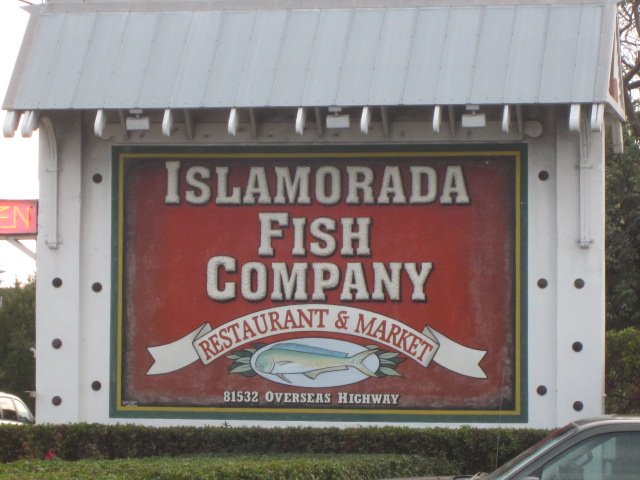 ISLAMORADA
FISH
COMPANY
RESTAURANT & MARKET
81532 OVERSEAS HIGHWAY